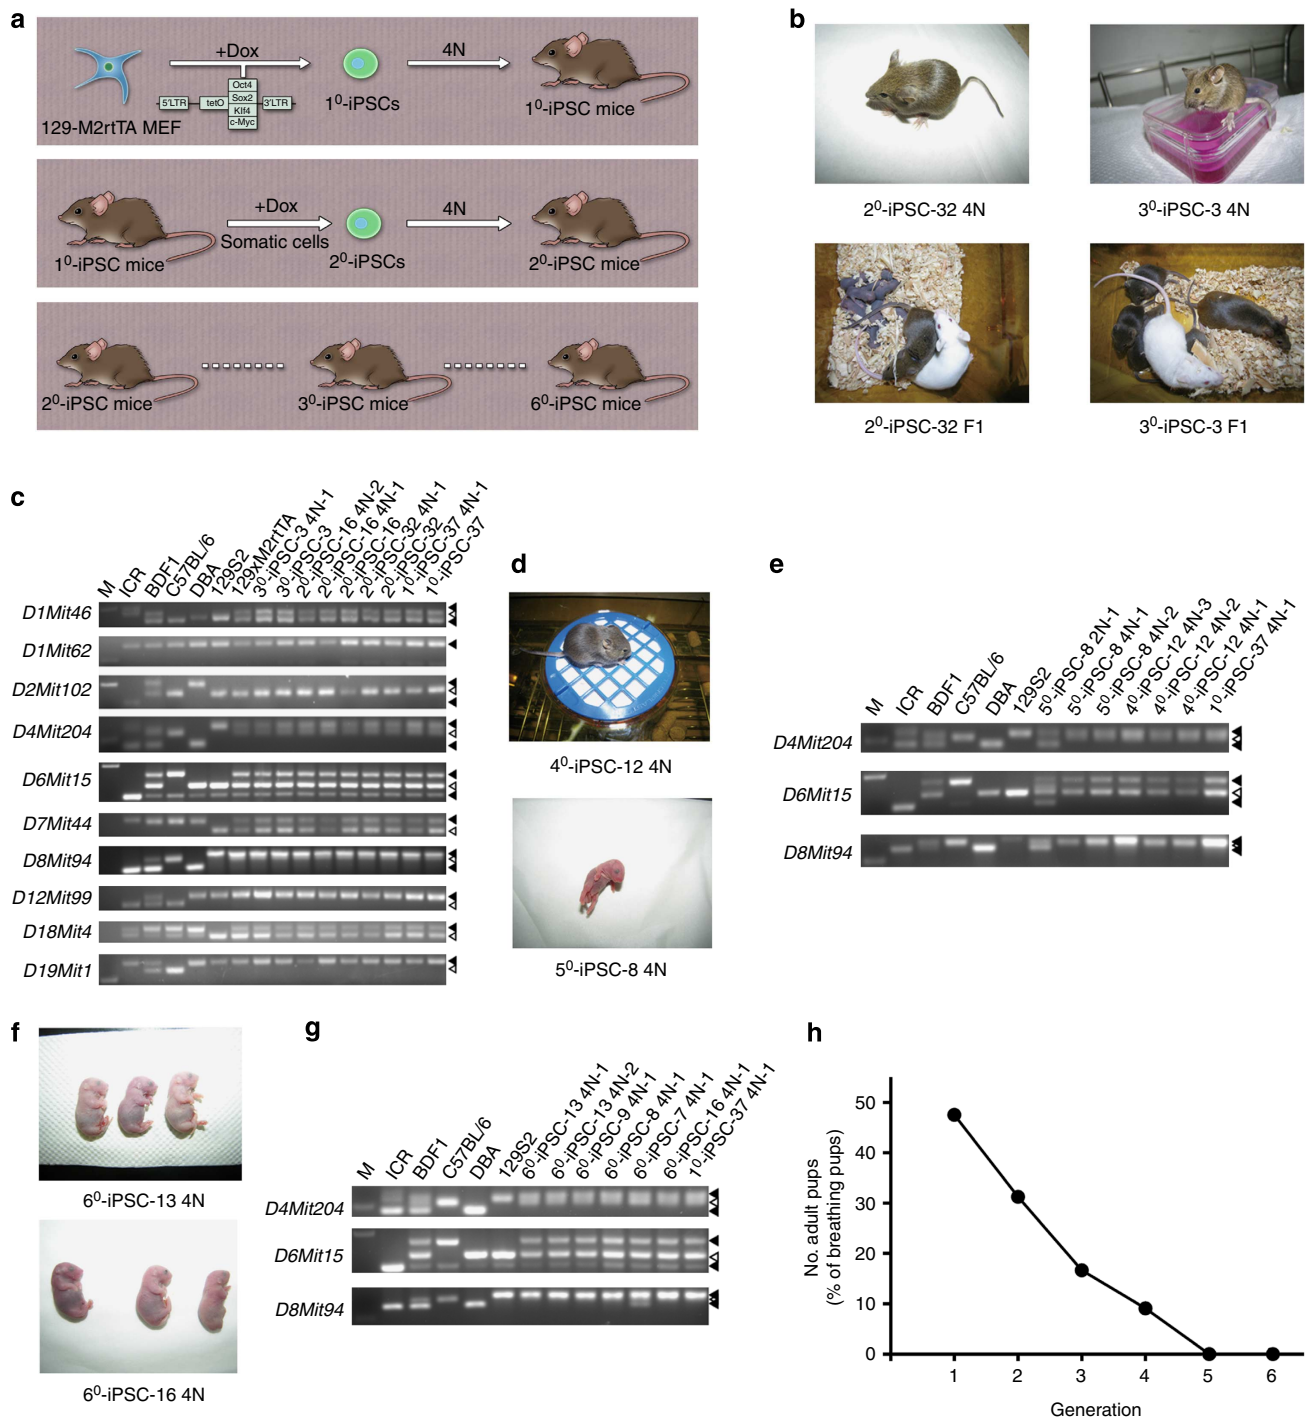 a
+Dox
4N
Oct4
Sox2
Klf4
c-Myc
5'LTR
tetO
3'LTR
129-M2rtTA MEF
1⁰-iPSCs
1⁰-iPSC mice
+Dox
Somatic cells
4N
1⁰-iPSC mice
2⁰-iPSCs
2⁰-iPSC mice
2⁰-iPSC mice
3⁰-iPSC mice
6⁰-iPSC mice
b
2⁰-iPSC-32 4N
3⁰-iPSC-3 4N
2⁰-iPSC-32 F1
3⁰-iPSC-3 F1
c
M
ICR
BDF1
C57BL/6
DBA
129S2
129xM2rtTA
3⁰-iPSC-3 4N-1
3⁰-iPSC-3
2⁰-iPSC-16 4N-2
2⁰-iPSC-16 4N-1
2⁰-iPSC-16
2⁰-iPSC-32 4N-1
2⁰-iPSC-32
1⁰-iPSC-37 4N-1
1⁰-iPSC-37
D1Mit46
D1Mit62
D2Mit102
D4Mit204
D6Mit15
D7Mit44
D8Mit94
D12Mit99
D18Mit4
D19Mit1
d
4⁰-iPSC-12 4N
5⁰-iPSC-8 4N
e
M
ICR
BDF1
C57BL/6
DBA
129S2
5⁰-iPSC-8 2N-1
5⁰-iPSC-8 4N-1
5⁰-iPSC-8 4N-2
4⁰-iPSC-12 4N-3
4⁰-iPSC-12 4N-2
4⁰-iPSC-12 4N-1
1⁰-iPSC-37 4N-1
D4Mit204
D6Mit15
D8Mit94
f
6⁰-iPSC-13 4N
6⁰-iPSC-16 4N
g
M
ICR
BDF1
C57BL/6
DBA
129S2
6⁰-iPSC-13 4N-1
6⁰-iPSC-13 4N-2
6⁰-iPSC-9 4N-1
6⁰-iPSC-8 4N-1
6⁰-iPSC-7 4N-1
6⁰-iPSC-16 4N-1
1⁰-iPSC-37 4N-1
D4Mit204
D6Mit15
D8Mit94
h
No. adult pups
(% of breathing pups)
50
40
30
20
10
0
1 2 3 4 5 6
Generation